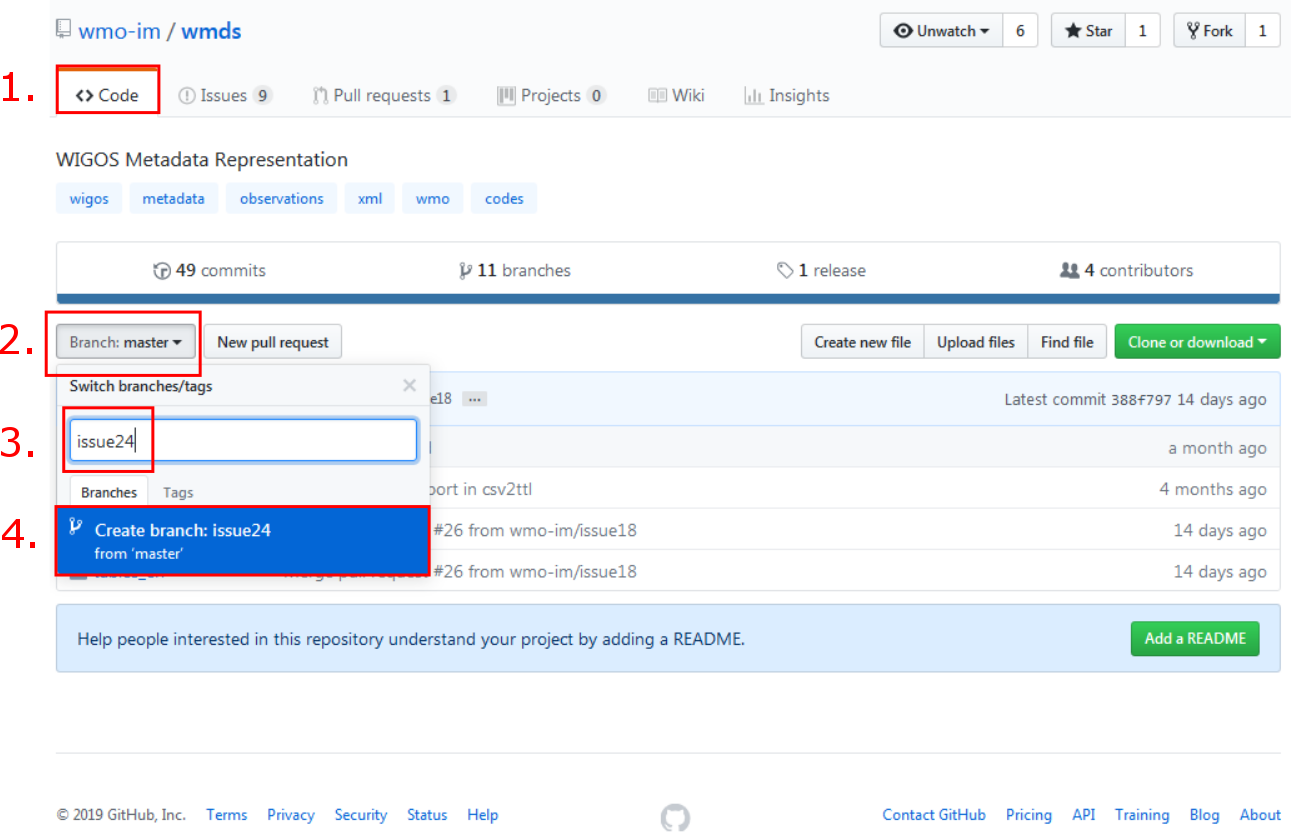 wmo-im / wmds
Unwatch 6 Star 1 Fork 1
1. Code Issues 9 Pull requests 1 Projects 0 Wiki Insights
WIGOS Metadata Representation
wigos metadata observations xml wmo codes
49 commits 11 branches 1 release 4 contributors
2. Branch: master New pull request Create new file Upload files Find file Clone or download
Switch branches/tags ×
e18 ... Latest commit 388f797 14 days ago
3. issue24
a month ago
Branches Tags
port in csv2ttl 4 months ago
4. Create branch: issue24
from 'master'
#26 from wmo-im/issue18 14 days ago
#26 from wmo-im/issue18 14 days ago
Help people interested in this repository understand your project by adding a README. Add a README
© 2019 GitHub, Inc. Terms Privacy Security Status Help Contact GitHub Pricing API Training Blog About